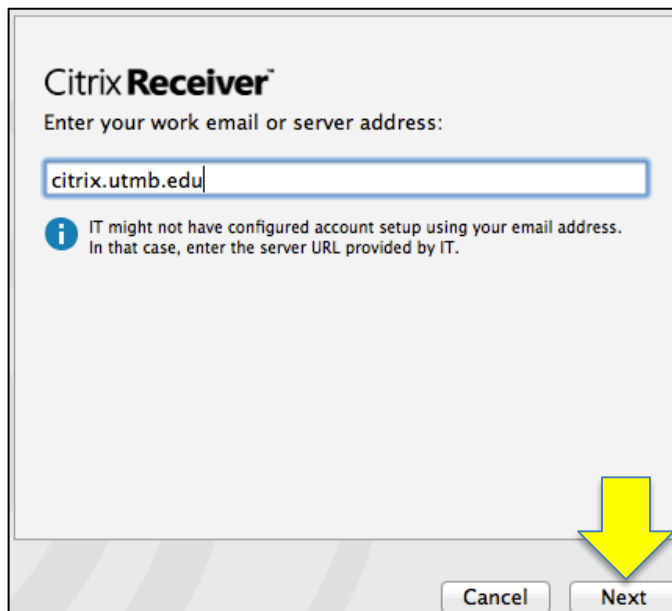 Citrix Receiver™
Enter your work email or server address:
citrix.utmb.edu
IT might not have configured account setup using your email address.
In that case, enter the server URL provided by IT.
Cancel
Next